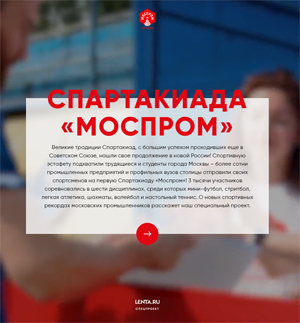 СПАРТАКИАДА
«МОСПРОМ»
Великие традиции Спартакиад, с большим успехом проходивших еще в
Советском Союзе, нашли свое продолжение в новой России! Спортивную
эстафету подхватили трудящиеся и студенты города Москвы – более сотни
промышленных предприятий и профильных вузов столицы отправили своих
спортсменов на первую Спартакиаду «Моспром»! 3 тысячи участников
соревновались в шести дисциплинах, среди которых мини-футбол, стритбол,
легкая атлетика, шахматы, волейбол и настольный теннис. О новых спортивных
рекордах московских промышленников расскажет наш специальный проект.
LENTA.RU
СПЕЦПРОЕКТ